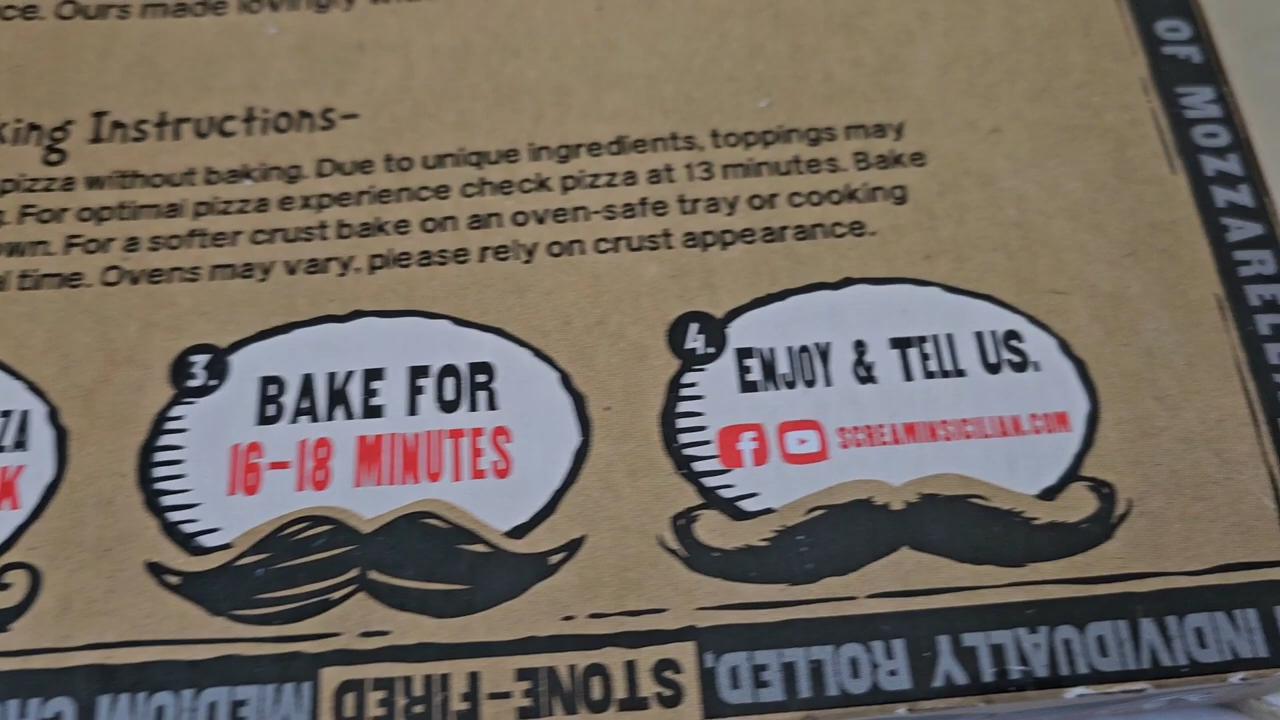 ce. Ours made lovingly
king Instructions-
pizza without baking. Due to unique ingredients, toppings may
g. For optimal pizza experience check pizza at 13 minutes. Bake
own. For a softer crust bake on an oven-safe tray or cooking
al time. Ovens may vary, please rely on crust appearance.
ZA
K
3.
BAKE FOR
16-18 MINUTES
4.
ENJOY & TELL US.
SCREAMINSICILIAN.COM
OF MOZZARELLA
INDIVIDUALLY ROLLED,
STONE-FIRED
MEDIUM